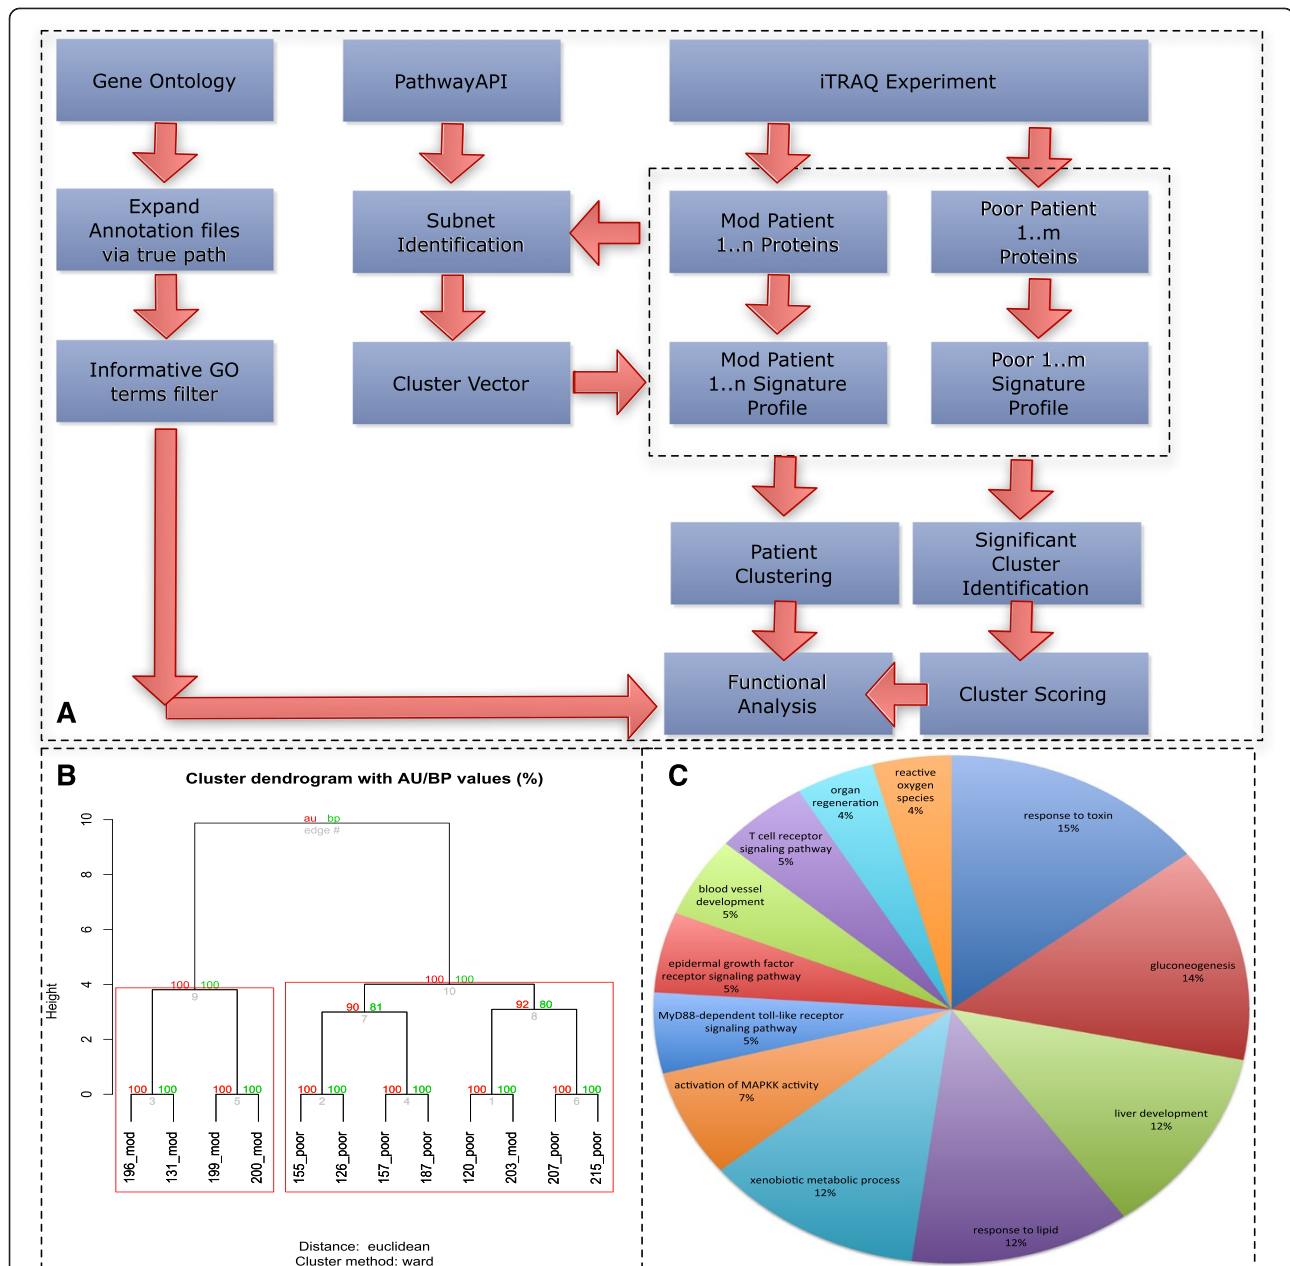 Gene Ontology
PathwayAPI
iTRAQ Experiment
Expand
Annotation files
via true path
Subnet
Identification
Mod Patient
1..n Proteins
Poor Patient
1..m
Proteins
Informative GO
terms filter
Cluster Vector
Mod Patient
1..n Signature
Profile
Poor 1..m
Signature
Profile
Patient
Clustering
Significant
Cluster
Identification
Functional
Analysis
Cluster Scoring
A
B
Cluster dendrogram with AU/BP values (%)
au bp
edge #
Height
10
8
6
4
2
0
100 100
9
100 100
10
90 81
7
92 80
8
100 100
3
100 100
5
100 100
2
100 100
4
100 100
1
100 100
6
196_mod
131_mod
199_mod
200_mod
155_poor
126_poor
157_poor
187_poor
120_poor
203_mod
207_poor
215_poor
Distance: euclidean
Cluster method: ward
C
response to toxin
15%
gluconeogenesis
14%
liver development
12%
response to lipid
12%
xenobiotic metabolic process
12%
activation of MAPKK activity
7%
MyD88-dependent toll-like receptor
signaling pathway
5%
epidermal growth factor
receptor signaling pathway
5%
blood vessel
development
5%
T cell receptor
signaling pathway
5%
organ
regeneration
4%
reactive
oxygen
species
4%